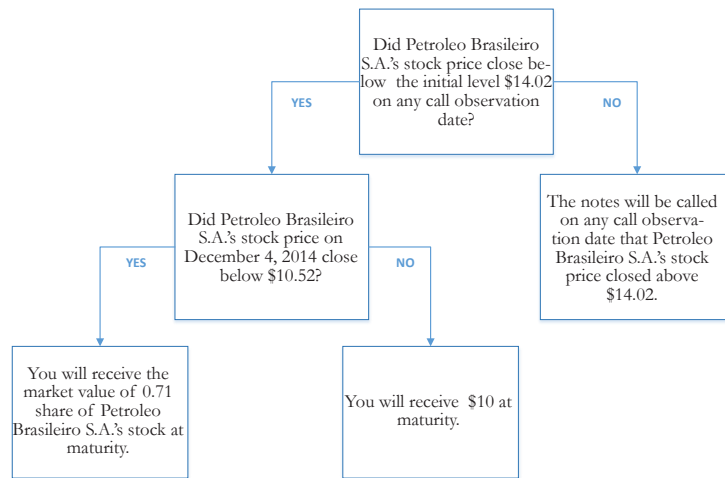 Did Petroleo Brasileiro
S.A.'s stock price close be-
low the initial level $14.02
on any call observation
date?
YES
NO
Did Petroleo Brasileiro
S.A.'s stock price on
December 4, 2014 close
below $10.52?
The notes will be called
on any call observa-
tion date that Petroleo
Brasileiro S.A.'s stock
price closed above
$14.02.
YES
NO
You will receive the
market value of 0.71
share of Petroleo
Brasileiro S.A.'s stock at
maturity.
You will receive $10 at
maturity.